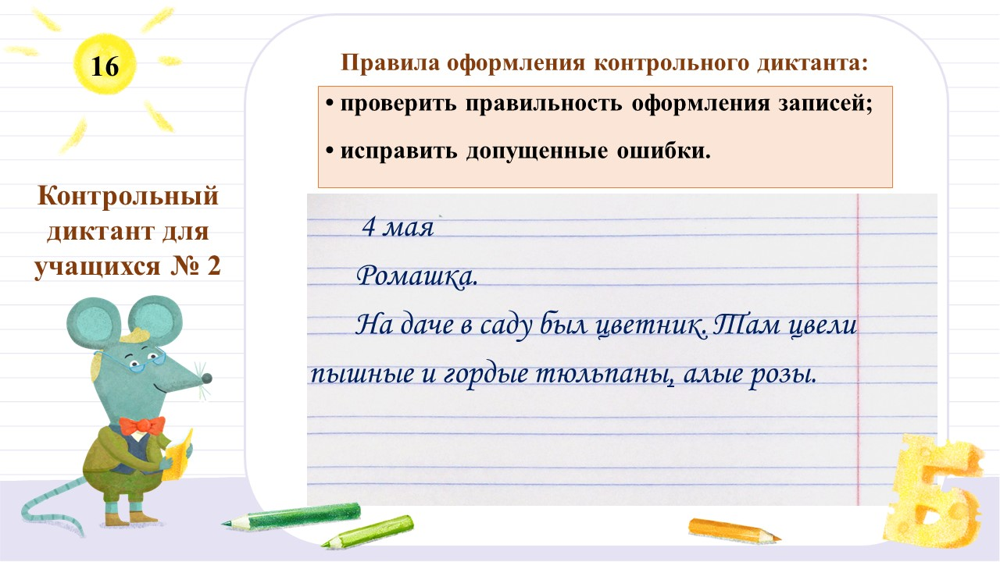 16
Контрольный
диктант для
учащихся № 2
Правила оформления контрольного диктанта:
• проверить правильность оформления записей;
• исправить допущенные ошибки.
4 мая
Ромашка.
На даче в саду был цветник. Там цвели
пышные и гордые тюльпаны, алые розы.
Б